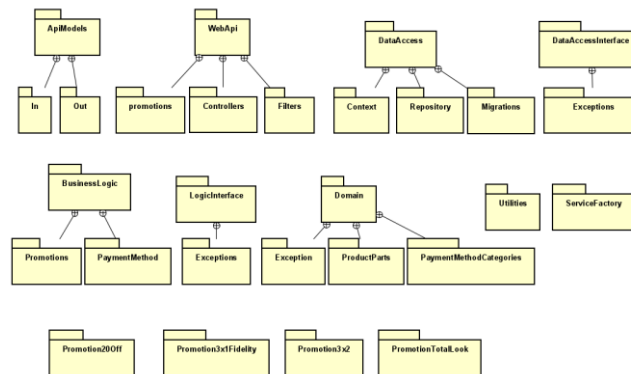 ApiModels
WebApi
DataAccess
DataAccessInterface
In
Out
promotions
Controllers
Filters
Context
Repository
Migrations
Exceptions
BusinessLogic
LogicInterface
Domain
Utilities
ServiceFactory
Promotions
PaymentMethod
Exceptions
Exception
ProductParts
PaymentMethodCategories
Promotion20Off
Promotion3x1Fidelity
Promotion3x2
PromotionTotalLook